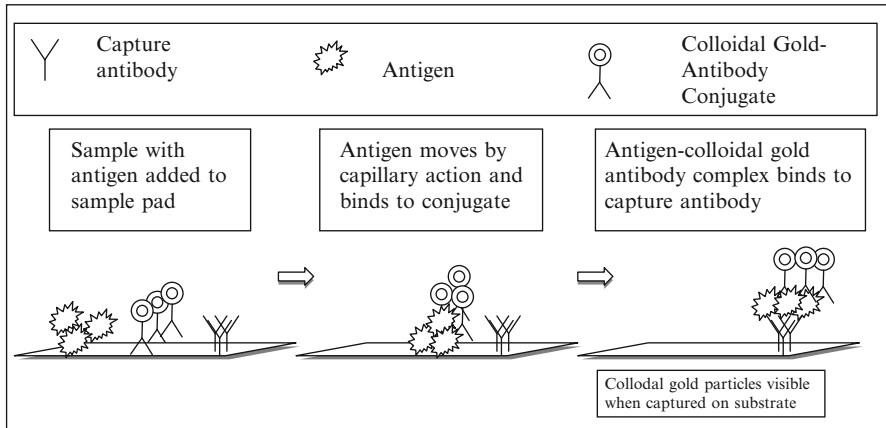 Capture
antibody
Antigen
Colloidal Gold-
Antibody
Conjugate
Sample with
antigen added to
sample pad
Antigen moves by
capillary action and
binds to conjugate
Antigen-colloidal gold
antibody complex binds to
capture antibody
Collodal gold particles visible
when captured on substrate